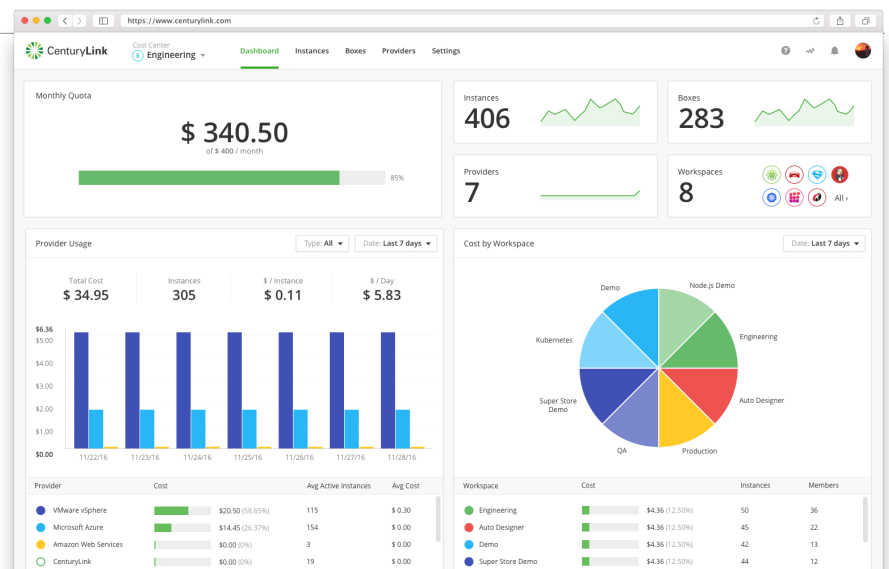 https://www.centurylink.com
CenturyLink
Cost Center
E Engineering
Dashboard
Instances
Boxes
Providers
Settings
?
Monthly Quota
$ 340.50
of $ 400 / month
85%
Instances
406
Boxes
283
Providers
7
Workspaces
8
All ›
Provider Usage
Type: All
Date: Last 7 days
Total Cost
$ 34.95
Instances
305
$ / Instance
$ 0.11
$ / Day
$ 5.83
$6.36
$5.00
$4.00
$3.00
$2.00
$1.00
$0.00
11/22/16 11/23/16 11/24/16 11/25/16 11/26/16 11/27/16 11/28/16
Provider Cost Avg Active Instances Avg Cost
VMware vSphere $20.50 (58.65%) 115 $ 0.30
Microsoft Azure $14.45 (26.37%) 154 $ 0.00
Amazon Web Services $0.00 (0%) 3 $ 0.00
CenturyLink $0.00 (0%) 19 $ 0.00
Cost by Workspace
Date: Last 7 days
Demo
Node.js Demo
Kubernetes
Engineering
Super Store
Demo
Auto Designer
QA
Production
Workspace Cost Instances Members
Engineering $4.36 (12.50%) 50 36
Auto Designer $4.36 (12.50%) 45 22
Demo $4.36 (12.50%) 42 13
Super Store Demo $4.36 (12.50%) 44 12